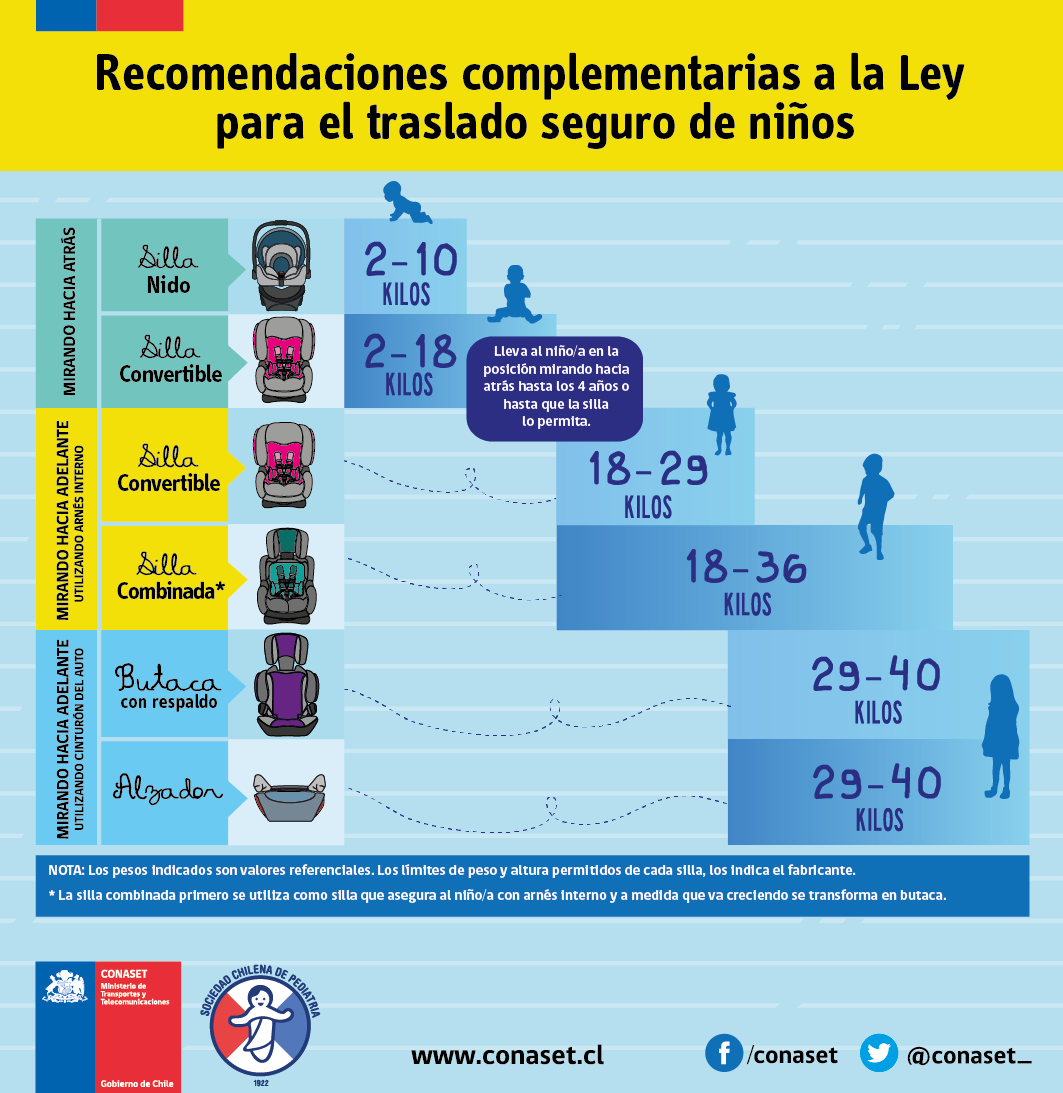 Recomendaciones complementarias a la Ley
para el traslado seguro de niños
MIRANDO HACIA ATRÁS
Silla
Nido
2-10
KILOS
Silla
Convertible
2-18
KILOS
Lleva al niño/a en la
posición mirando hacia
atrás hasta los 4 años o
hasta que la silla
lo permita.
MIRANDO HACIA ADELANTE
UTILIZANDO ARNÉS INTERNO
Silla
Convertible
18-29
KILOS
Silla
Combinada*
18-36
KILOS
MIRANDO HACIA ADELANTE
UTILIZANDO CINTURÓN DEL AUTO
Butaca
con respaldo
29-40
KILOS
Alzador
29-40
KILOS
NOTA: Los pesos indicados son valores referenciales. Los límites de peso y altura permitidos de cada silla, los indica el fabricante.
* La silla combinada primero se utiliza como silla que asegura al niño/a con arnés interno y a medida que va creciendo se transforma en butaca.
CONASET
Ministerio de
Transportes y
Telecomunicaciones
Gobierno de Chile
SOCIEDAD CHILENA DE PEDIATRIA
1922
www.conaset.cl
f
/conaset
@conaset_